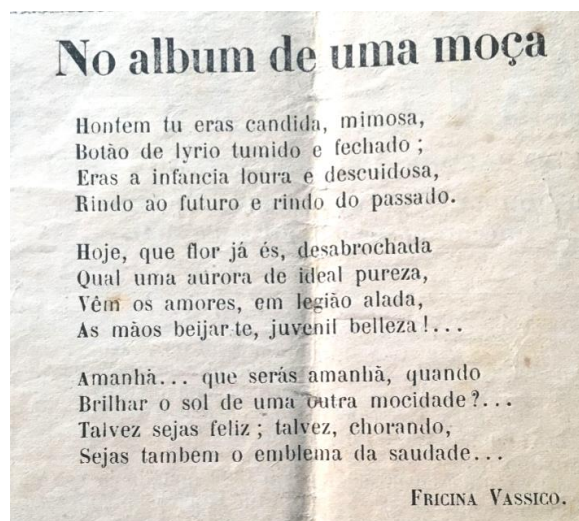 No album de uma moça
Hontem tu eras candida, mimosa,
Botão de lyrio tumido e fechado ;
Eras a infancia loura e descuidosa,
Rindo ao futuro e rindo do passado.
Hoje, que flor já és, desabrochada
Qual uma aurora de ideal pureza,
Vêm os amores, em legião alada,
As mãos beijar-te, juvenil belleza !...
Amanhã... que serás amanhã, quando
Brilhar o sol de uma outra mocidade ?...
Talvez sejas feliz ; talvez, chorando,
Sejas tambem o emblema da saudade...
FRICINA VASSICO.